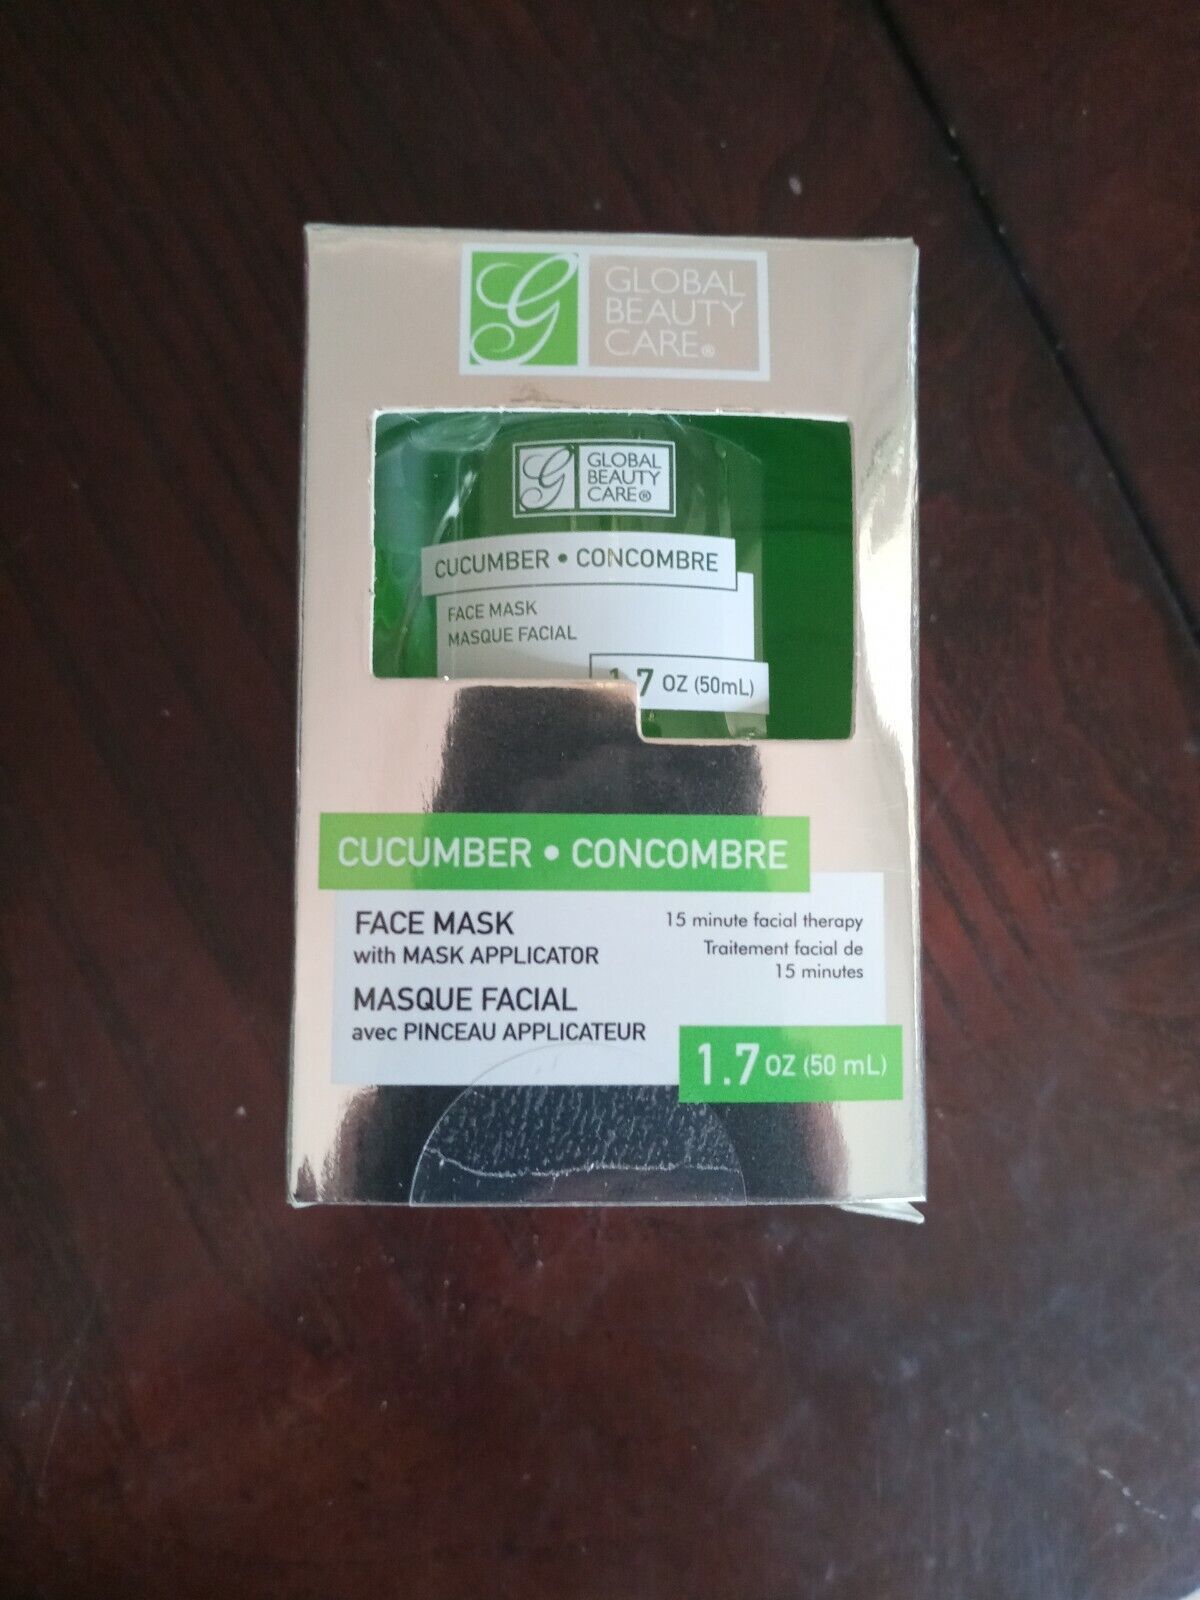 GLOBAL
BEAUTY
CARE®
GLOBAL
BEAUTY
CARE®
CUCUMBER • CONCOMBRE
FACE MASK
MASQUE FACIAL
1.7 OZ (50mL)
CUCUMBER • CONCOMBRE
FACE MASK
with MASK APPLICATOR
MASQUE FACIAL
avec PINCEAU APPLICATEUR
15 minute facial therapy
Traitement facial de
15 minutes
1.7 OZ (50 mL)